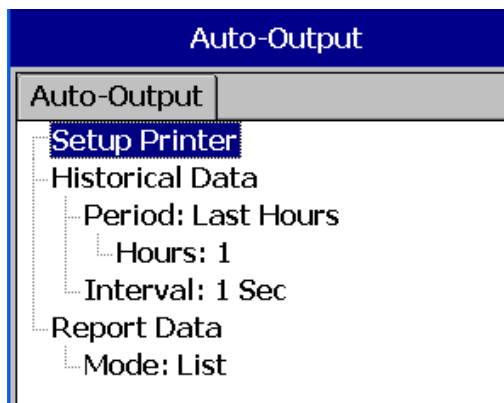 Auto-Output
Auto-Output
Setup Printer
Historical Data
Period: Last Hours
Hours: 1
Interval: 1 Sec
Report Data
Mode: List